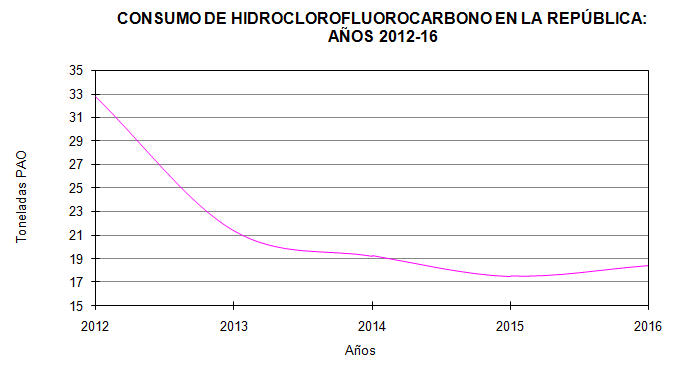 CONSUMO DE HIDROCLOROFLUOROCARBONO EN LA REPÚBLICA:
AÑOS 2012-16
Toneladas PAO
35
33
31
29
27
25
23
21
19
17
15
2012 2013 2014 2015 2016
Años